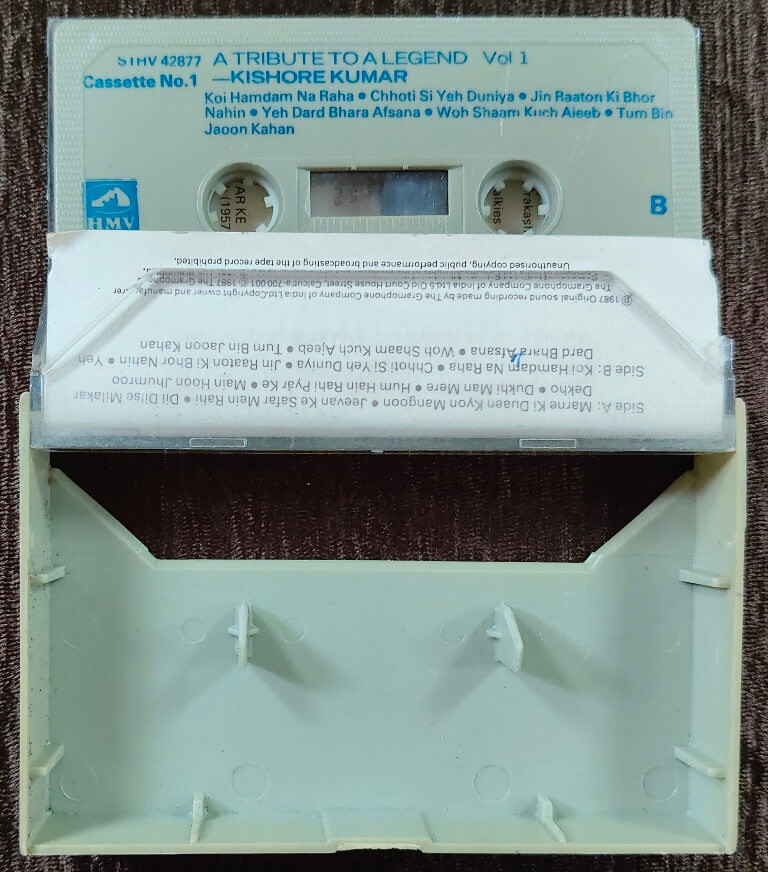 STHV 42877 A TRIBUTE TO A LEGEND Vol 1
Cassette No.1 —KISHORE KUMAR
Koi Hamdam Na Raha • Chhoti Si Yeh Duniya • Jin Raaton Ki Bhor
Nahin • Yeh Dard Bhara Afsana • Woh Shaam Kuch Ajeeb • Tum Bin
Jaoon Kahan
AR KE
(1957
rakash
alkies
HMV
B
Side A: Marne Ki Duaen Kyon Mangoon • Jeevan Ke Safar Mein Rahi • Dil Dilse Milakar
Dekho • Dukhi Man Mere • Hum Hain Rahi Pyar Ke • Main Hoon Jhumroo
Side B: Koi Hamdam Na Raha • Chhoti Si Yeh Duniya • Jin Raaton Ki Bhor Nahin • Yeh
Dard Bhara Afsana • Woh Shaam Kuch Ajeeb • Tum Bin Jaoon Kahan
℗ 1987 Original sound recording made by The Gramophone Company of India Ltd.Copyright owner and
The Gramophone Company of India Ltd.5 Old Court House Street, Calcutta 700 001 © 1987 The Gramophone
Unauthorised copying, public performance and broadcasting of the tape record prohibited.